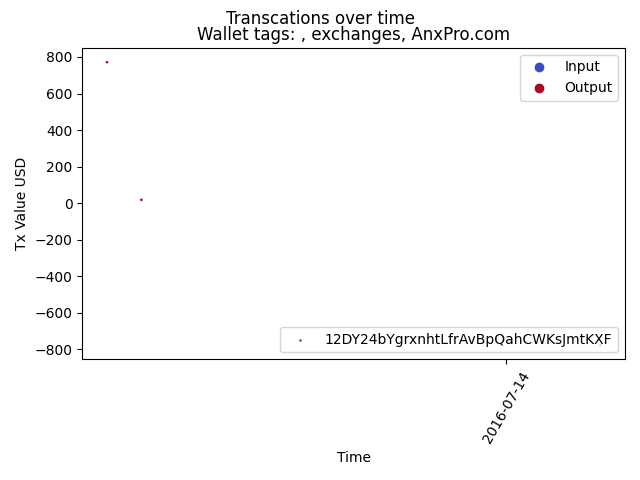 Transcations over time
Wallet tags: , exchanges, AnxPro.com
Input
Output
800
600
400
200
0
−200
−400
−600
−800
Tx Value USD
12DY24bYgrxnhtLfrAvBpQahCWKsJmtKXF
2016-07-14
Time